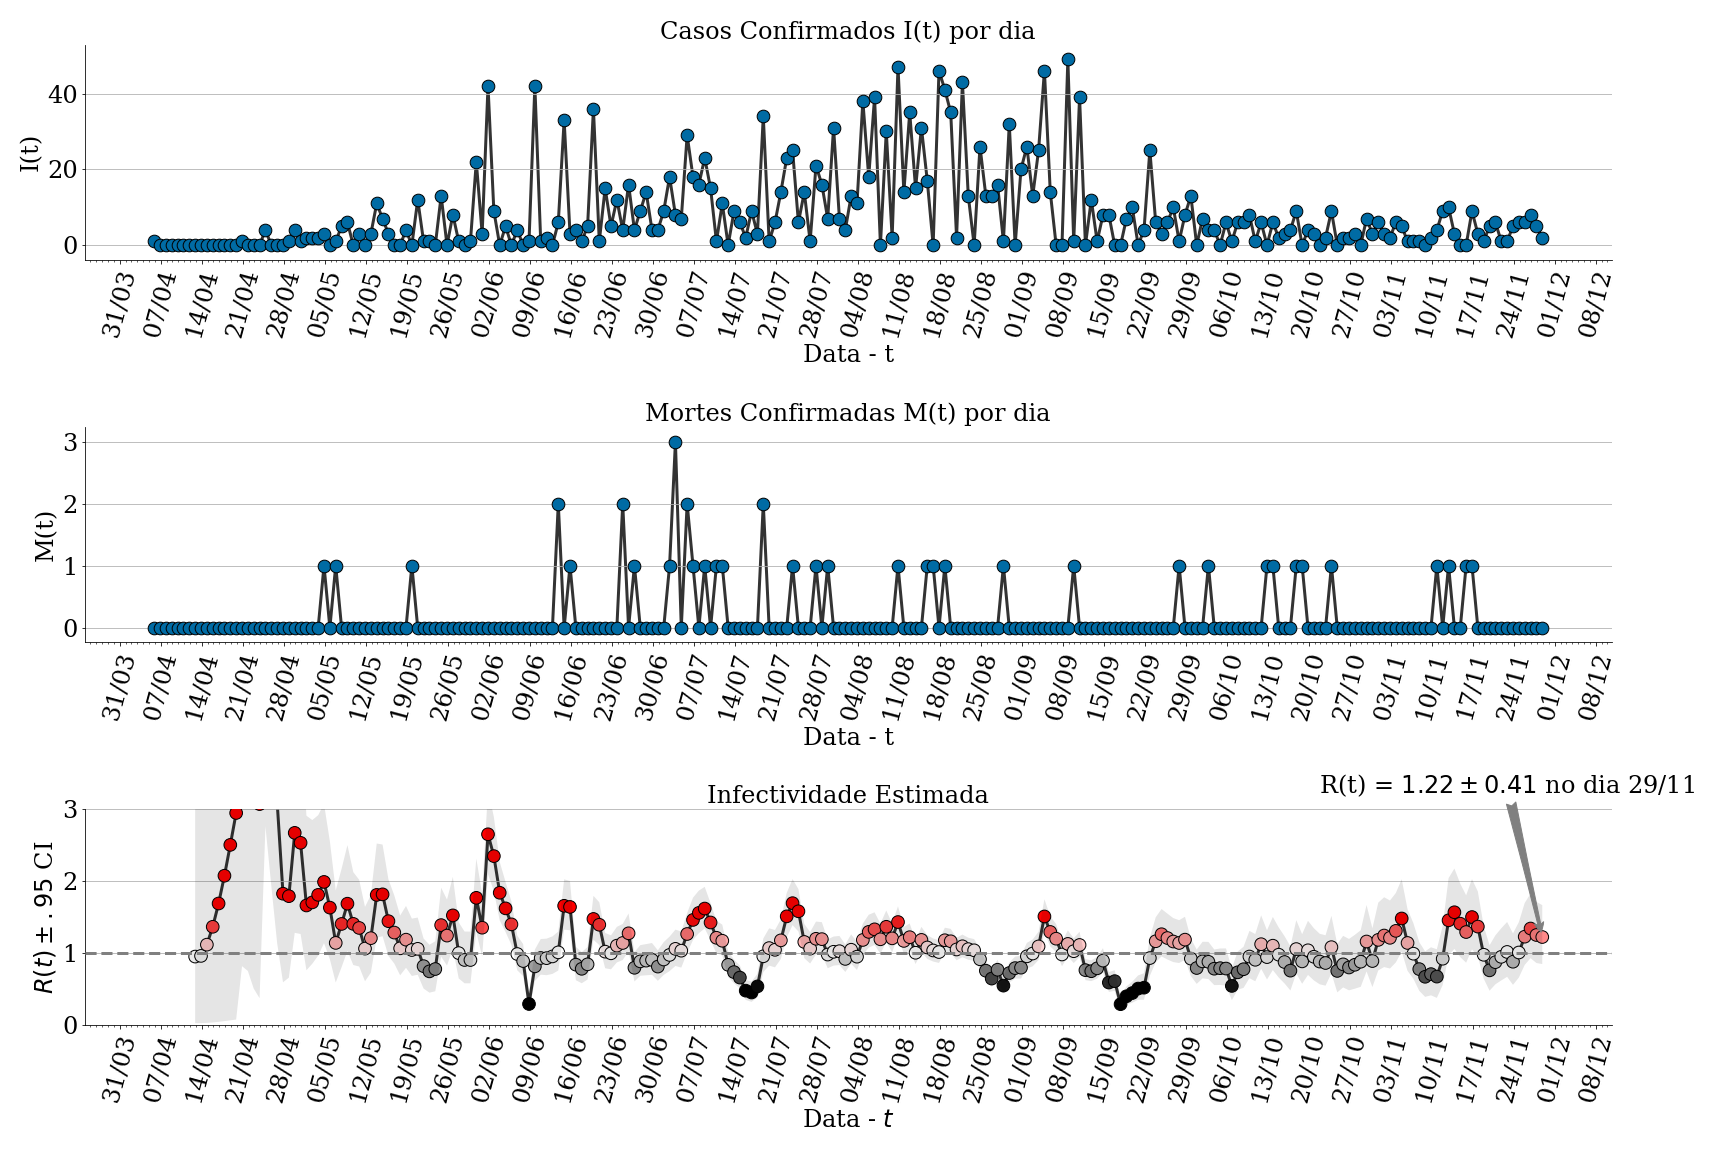 Casos Confirmados I(t) por dia
I(t)
40
20
0
31/03 07/04 14/04 21/04 28/04 05/05 12/05 19/05 26/05 02/06 09/06 16/06 23/06 30/06 07/07 14/07 21/07 28/07 04/08 11/08 18/08 25/08 01/09 08/09 15/09 22/09 29/09 06/10 13/10 20/10 27/10 03/11 10/11 17/11 24/11 01/12 08/12
Data - t
Mortes Confirmadas M(t) por dia
M(t)
3
2
1
0
31/03 07/04 14/04 21/04 28/04 05/05 12/05 19/05 26/05 02/06 09/06 16/06 23/06 30/06 07/07 14/07 21/07 28/07 04/08 11/08 18/08 25/08 01/09 08/09 15/09 22/09 29/09 06/10 13/10 20/10 27/10 03/11 10/11 17/11 24/11 01/12 08/12
Data - t
R(t) = 1.22 ± 0.41 no dia 29/11
Infectividade Estimada
R(t) ± .95 CI
3
2
1
0
31/03 07/04 14/04 21/04 28/04 05/05 12/05 19/05 26/05 02/06 09/06 16/06 23/06 30/06 07/07 14/07 21/07 28/07 04/08 11/08 18/08 25/08 01/09 08/09 15/09 22/09 29/09 06/10 13/10 20/10 27/10 03/11 10/11 17/11 24/11 01/12 08/12
Data - t